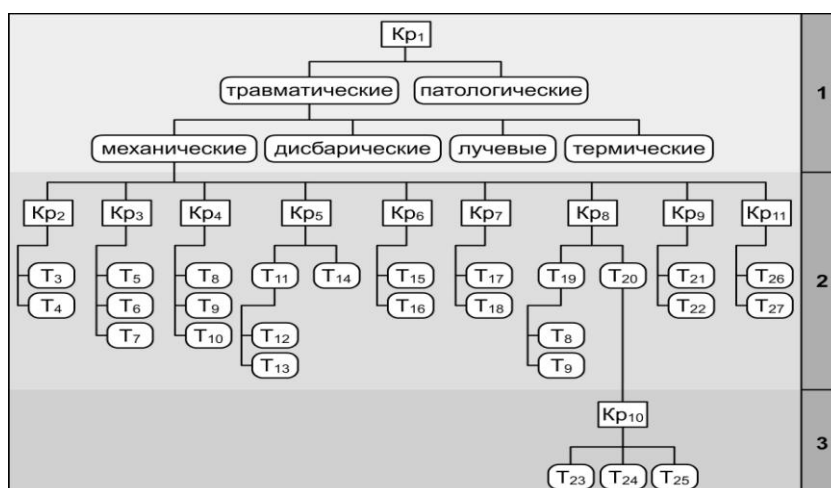 Кр1
травматические патологические
1
механические дисбарические лучевые термические
Кр2 Кр3 Кр4 Кр5 Кр6 Кр7 Кр8 Кр9 Кр11
Т3 Т5 Т8 Т11 Т14 Т15 Т17 Т19 Т20 Т21 Т26
2
Т4 Т6 Т9 Т16 Т18 Т22 Т27
Т7 Т10 Т12 Т8
Т13 Т9
Кр10
3
Т23 Т24 Т25